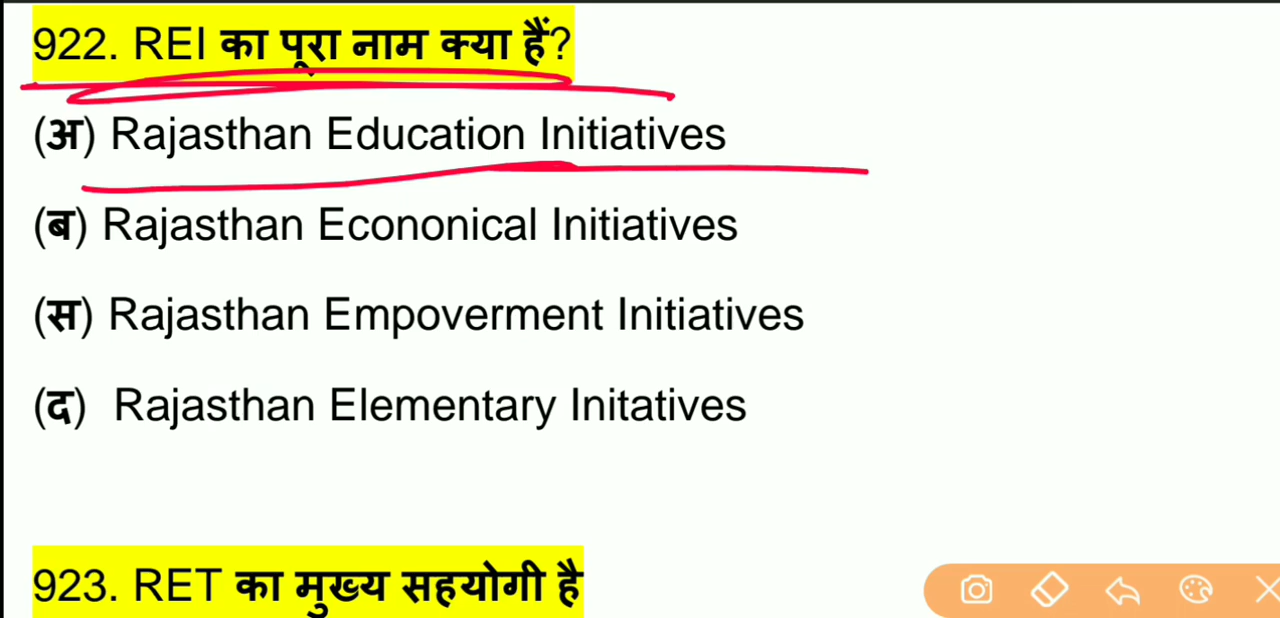 922. REI का पूरा नाम क्या हैं?
(अ) Rajasthan Education Initiatives
(ब) Rajasthan Econonical Initiatives
(स) Rajasthan Empoverment Initiatives
(द) Rajasthan Elementary Initatives
923. RET का मुख्य सहयोगी है